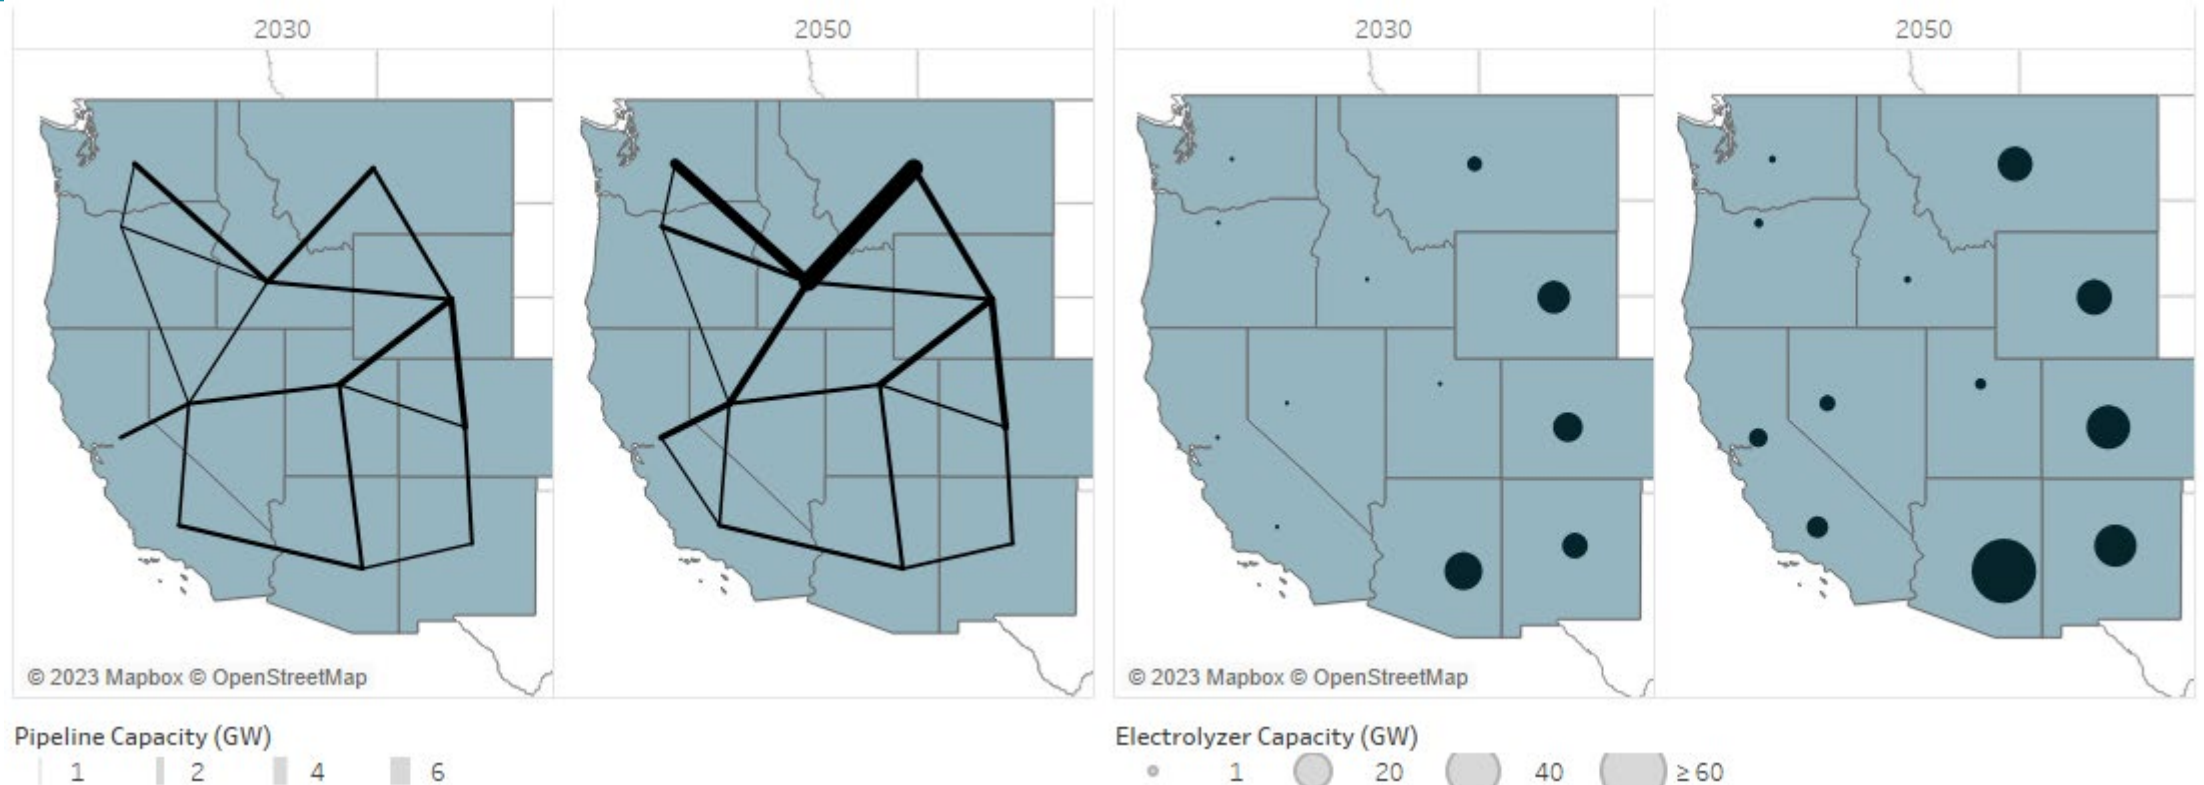 2030 2050 2030 2050
© 2023 Mapbox © OpenStreetMap © 2023 Mapbox © OpenStreetMap
Pipeline Capacity (GW) Electrolyzer Capacity (GW)
1 2 4 6 1 20 40 ≥ 60